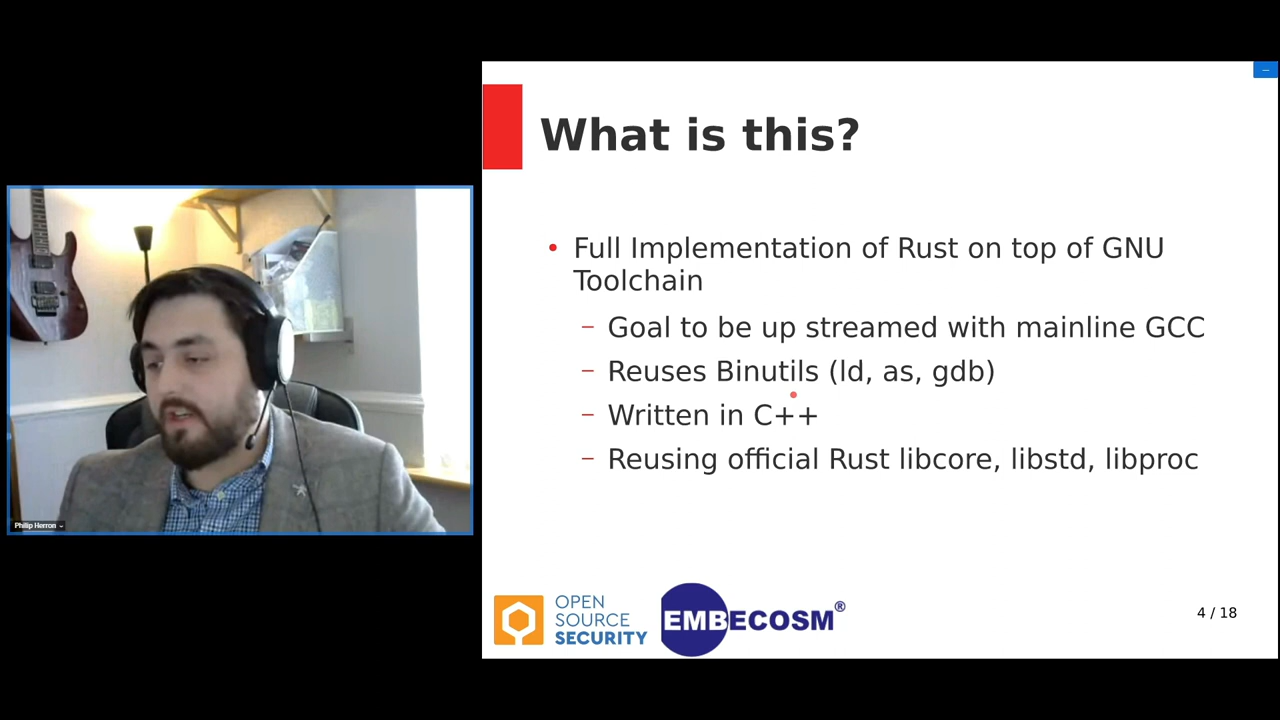 What is this?
Full Implementation of Rust on top of GNU
Toolchain
Goal to be up streamed with mainline GCC
Reuses Binutils (ld, as, gdb)
Written in C++
Reusing official Rust libcore, libstd, libproc
Philip Herron
OPEN
SOURCE
SECURITY
EMBECOSM®
4 / 18